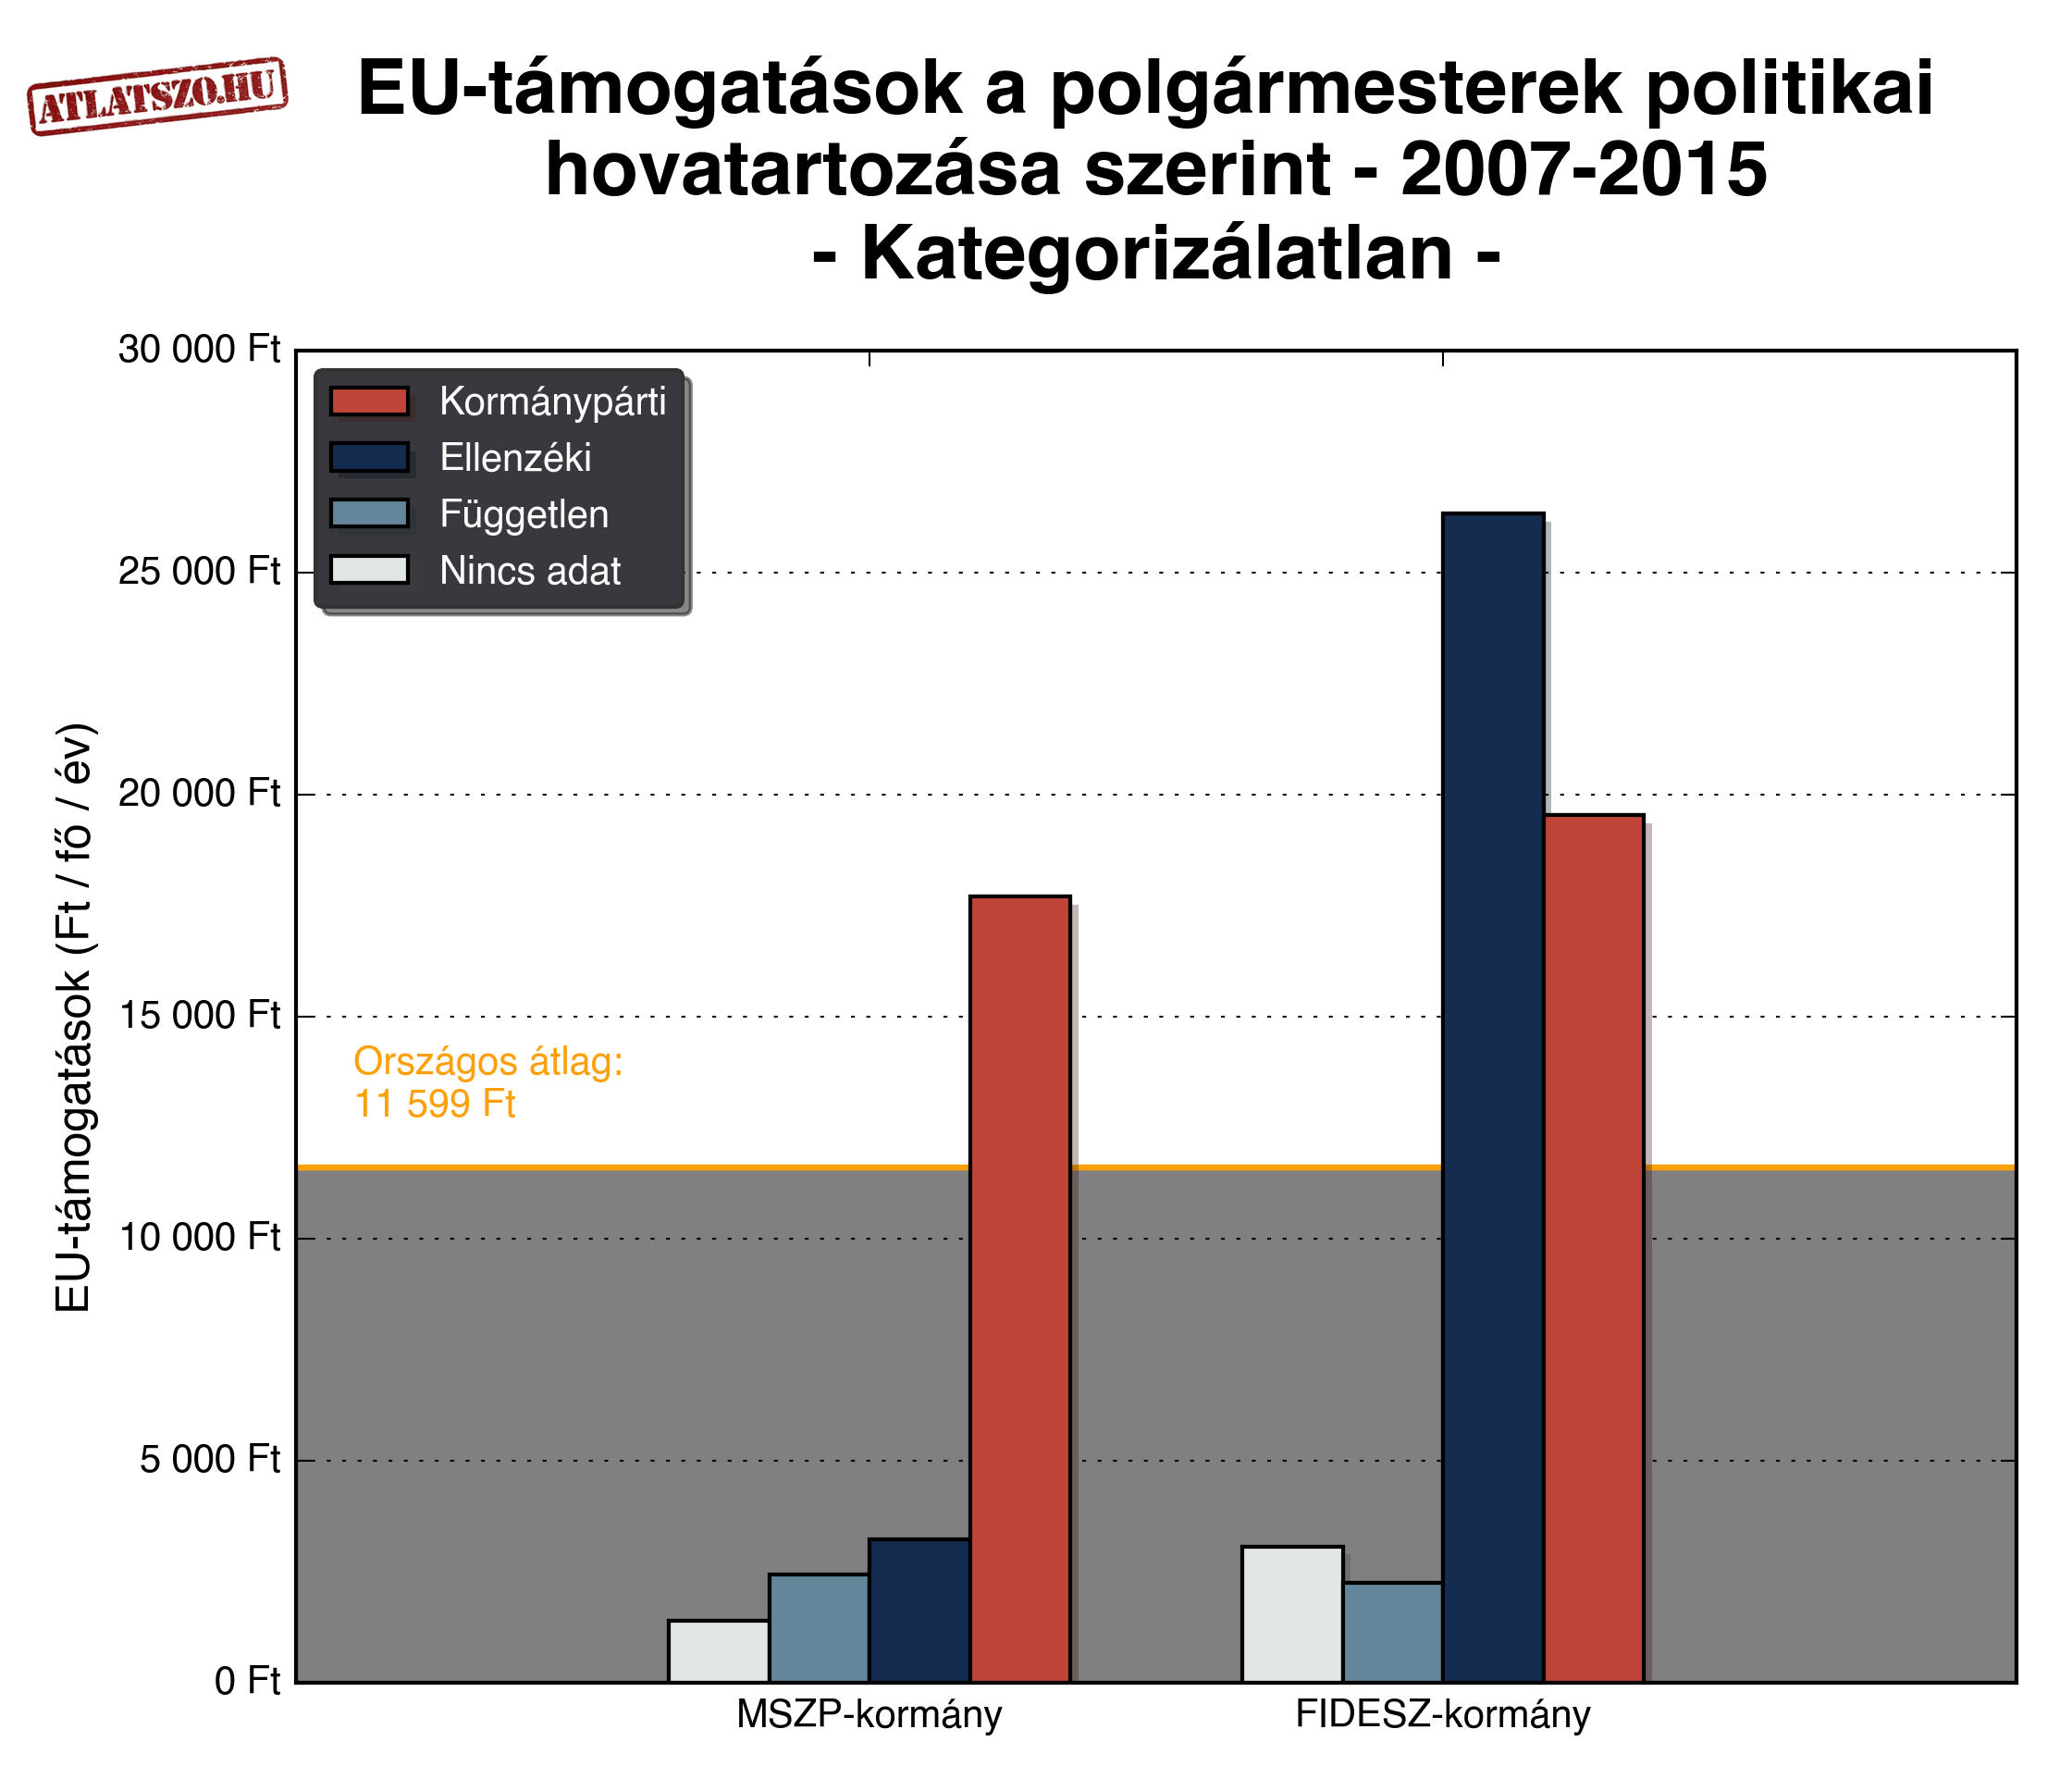 ATLATSZO.HU
EU-támogatások a polgármesterek politikai
hovatartozása szerint - 2007-2015
- Kategorizálatlan -
EU-támogatások (Ft / fő / év)
30 000 Ft
25 000 Ft
20 000 Ft
15 000 Ft
10 000 Ft
5 000 Ft
0 Ft
Kormánypárti
Ellenzéki
Független
Nincs adat
Országos átlag:
11 599 Ft
MSZP-kormány
FIDESZ-kormány